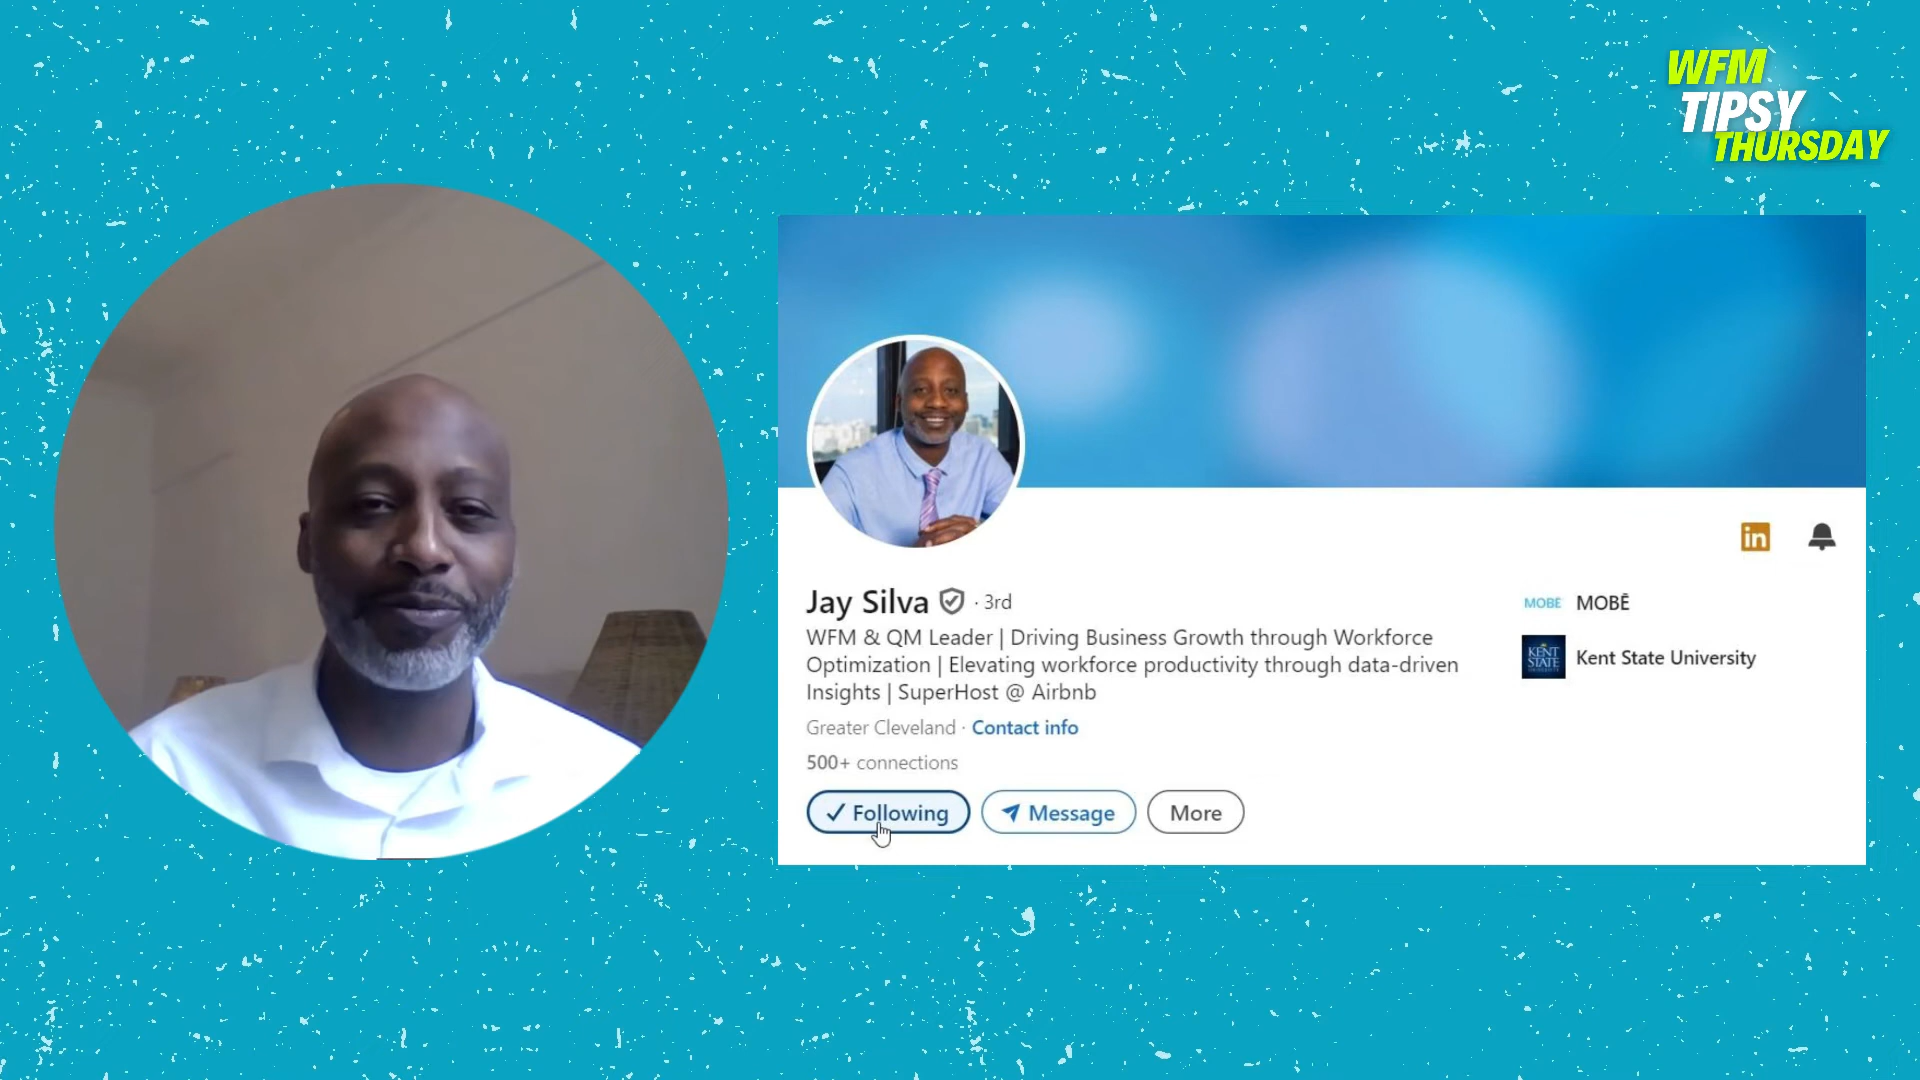 WFM
TIPSY
THURSDAY
in
Jay Silva · 3rd
WFM & QM Leader | Driving Business Growth through Workforce
Optimization | Elevating workforce productivity through data-driven
Insights | SuperHost @ Airbnb
Greater Cleveland · Contact info
500+ connections
✓ Following
Message
More
MOBE MOBĒ
KENT
STATE
Kent State University